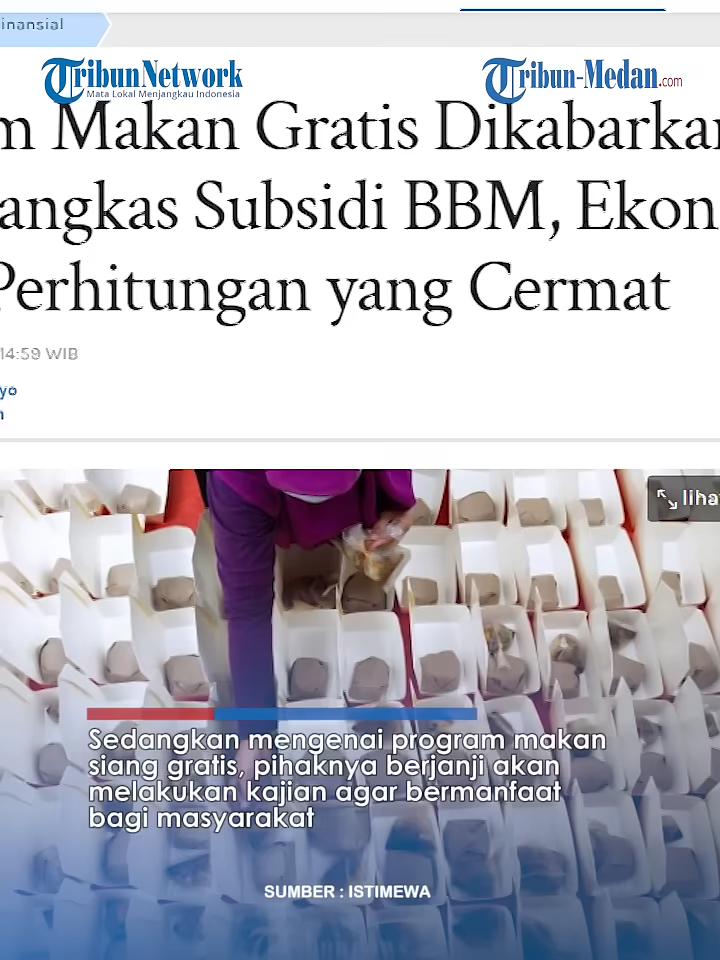 inansial
TribunNetwork
Mata Lokal Menjangkau Indonesia
Tribun-Medan.com
m Makan Gratis Dikabarkan
angkas Subsidi BBM, Ekon
Perhitungan yang Cermat
14:59 WIB
yo
n
liha
Sedangkan mengenai program makan
siang gratis, pihaknya berjanji akan
melakukan kajian agar bermanfaat
bagi masyarakat
SUMBER : ISTIMEWA